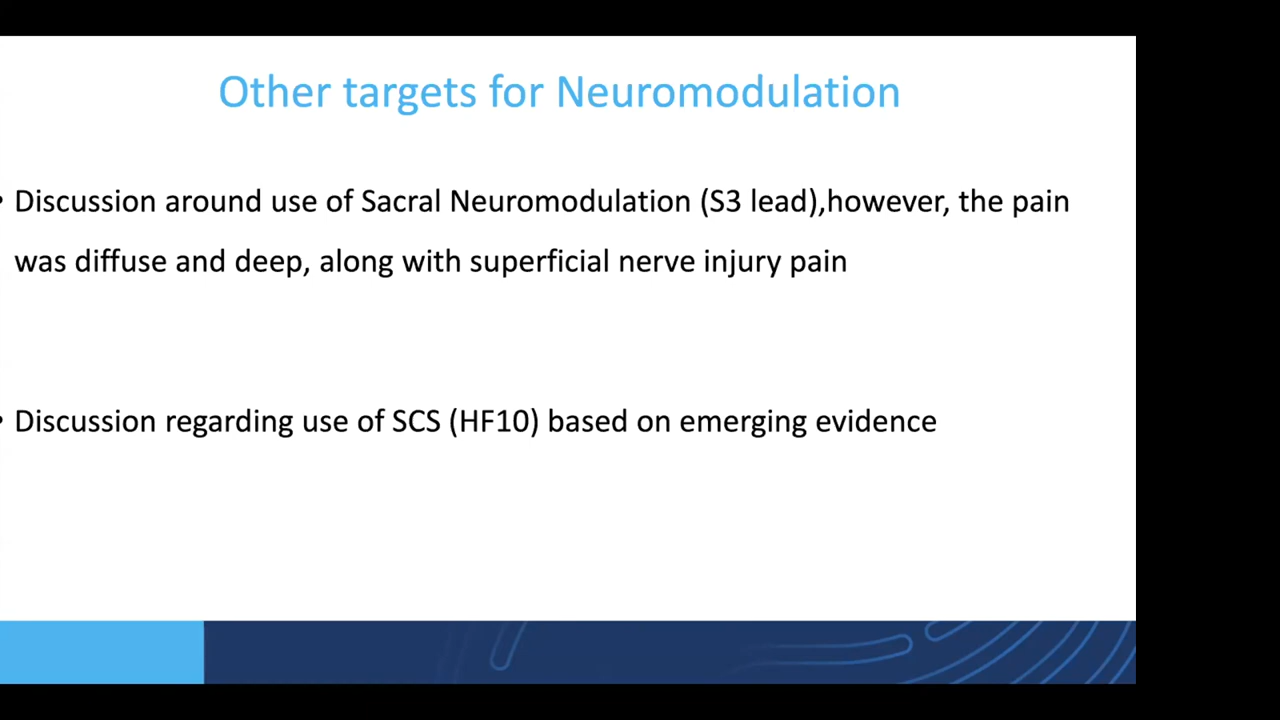 Other targets for Neuromodulation
• Discussion around use of Sacral Neuromodulation (S3 lead),however, the pain
was diffuse and deep, along with superficial nerve injury pain
• Discussion regarding use of SCS (HF10) based on emerging evidence